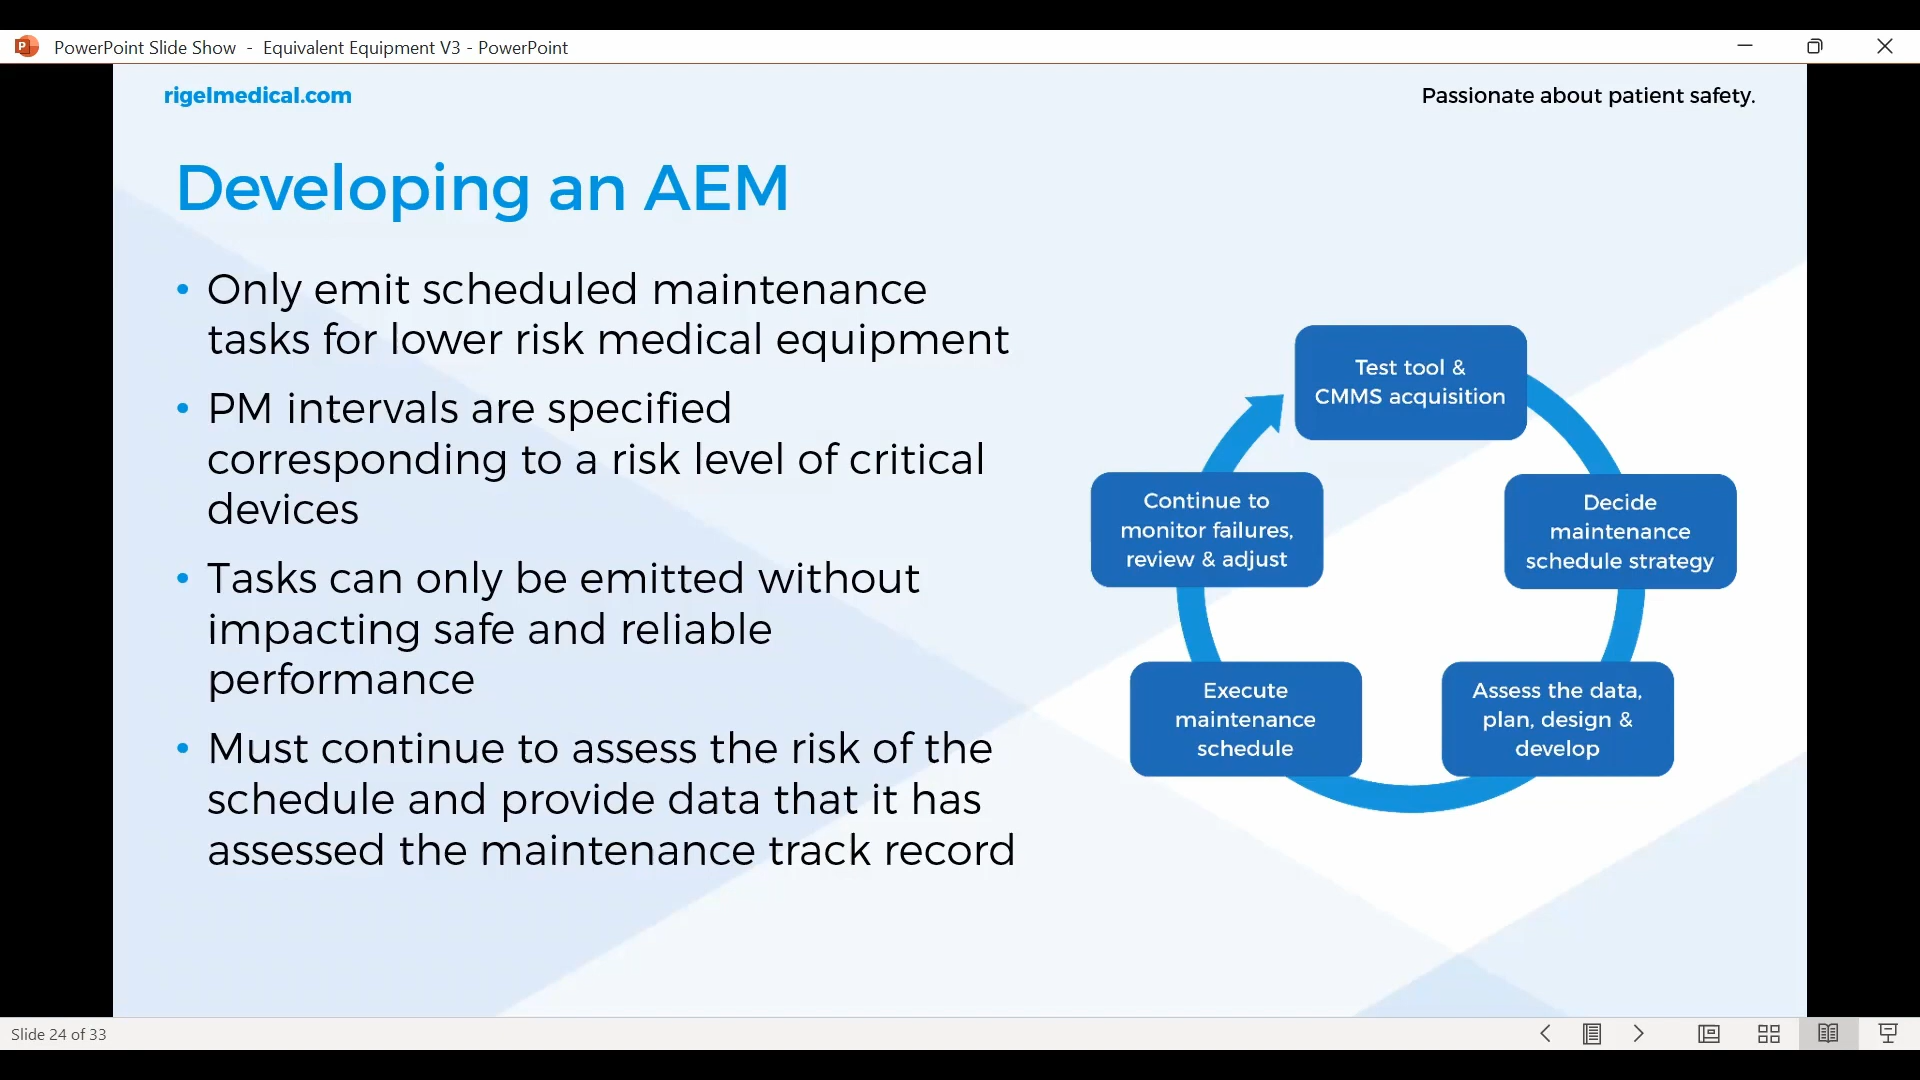 PowerPoint Slide Show - Equivalent Equipment V3 - PowerPoint
rigelmedical.com
Passionate about patient safety.
Developing an AEM
• Only emit scheduled maintenance
tasks for lower risk medical equipment
• PM intervals are specified
corresponding to a risk level of critical
devices
• Tasks can only be emitted without
impacting safe and reliable
performance
• Must continue to assess the risk of the
schedule and provide data that it has
assessed the maintenance track record
Test tool &
CMMS acquisition
Decide
maintenance
schedule strategy
Assess the data,
plan, design &
develop
Execute
maintenance
schedule
Continue to
monitor failures,
review & adjust
Slide 24 of 33